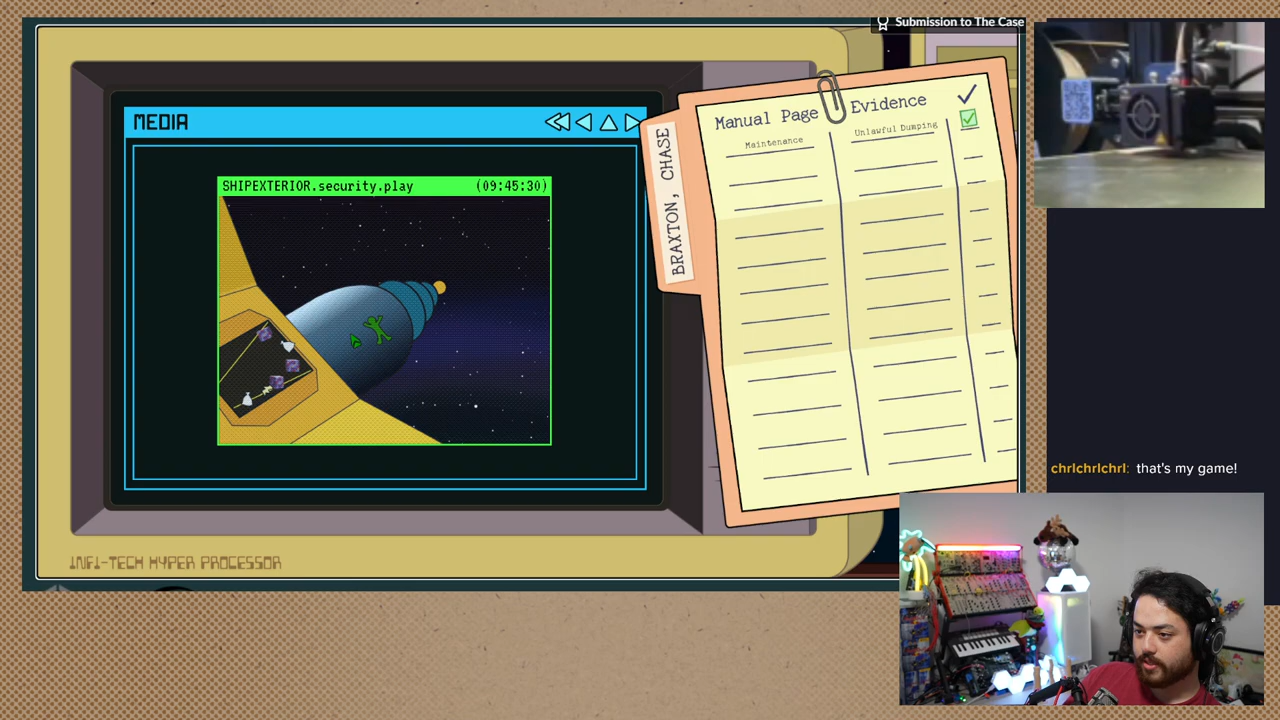 Submission to The Case
MEDIA
SHIPEXTERIOR.security.play (09:45:30)
BRAXTON, CHASE
Manual Page Evidence
Maintenance Unlawful Dumping
chrlchrlchrl: that's my game!
INFI-TECH HYPER PROCESSOR